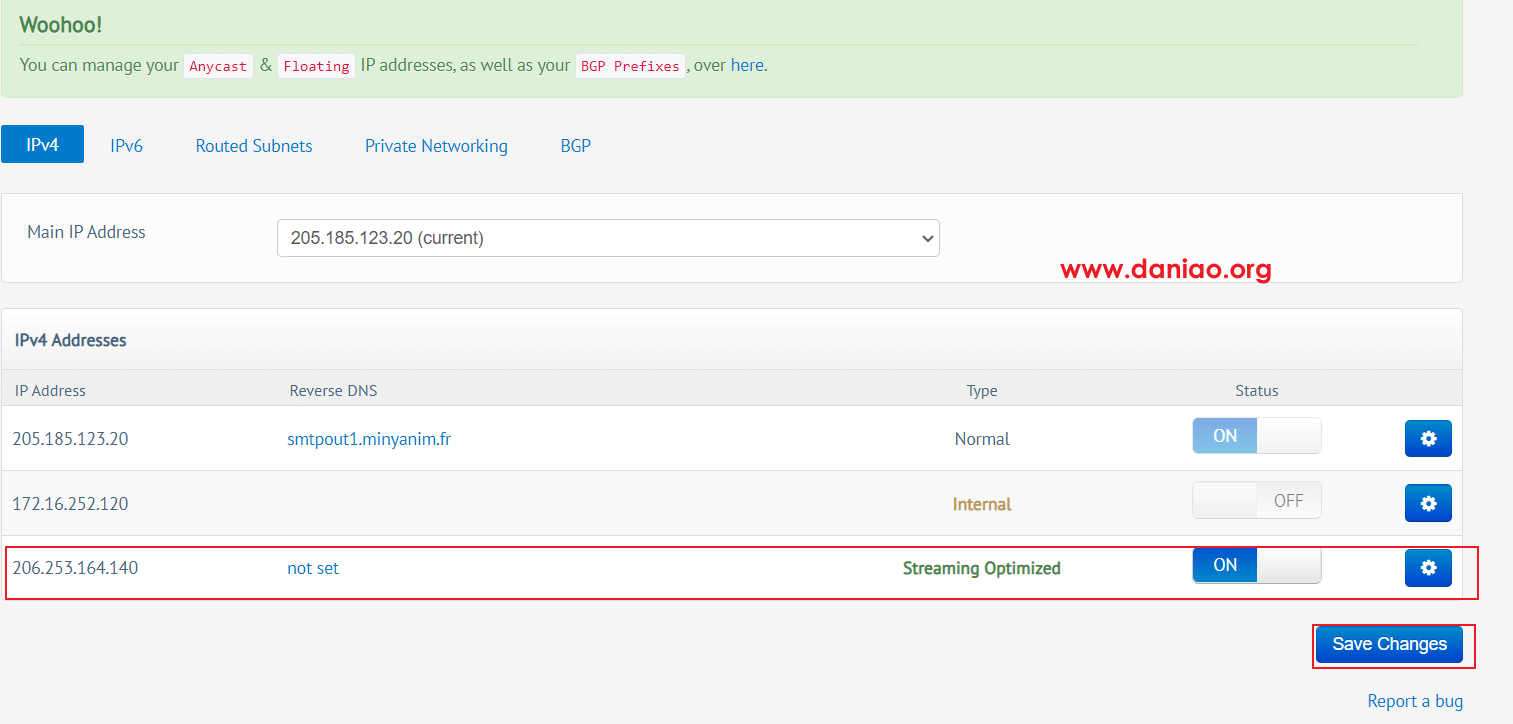 Woohoo!
You can manage your Anycast & Floating IP addresses, as well as your BGP Prefixes, over here.
IPv4 IPv6 Routed Subnets Private Networking BGP
Main IP Address 205.185.123.20 (current)
www.daniao.org
IPv4 Addresses
IP Address Reverse DNS Type Status
205.185.123.20 smtpout1.minyanim.fr Normal ON
172.16.252.120 Internal OFF
206.253.164.140 not set Streaming Optimized ON
Save Changes
Report a bug